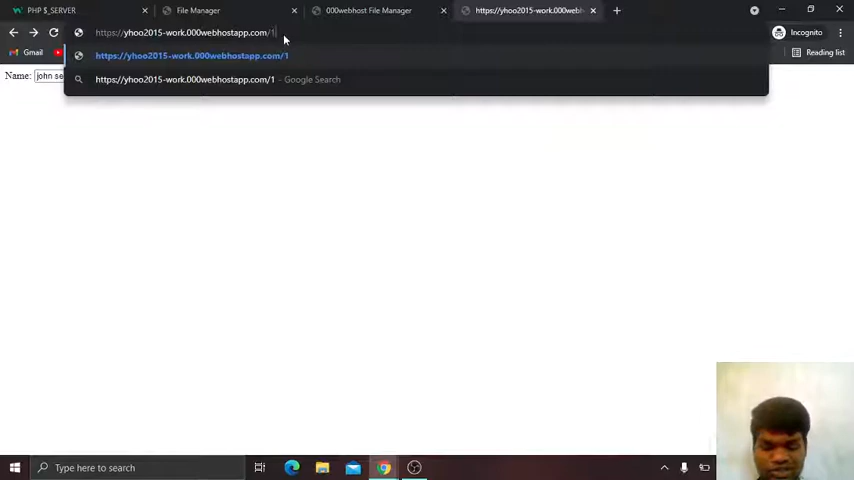 PHP $_SERVER
File Manager
000webhost File Manager
https://yhoo2015-work.000webh
https://yhoo2015-work.000webhostapp.com/1
Incognito
Gmail
https://yhoo2015-work.000webhostapp.com/1
Reading list
Name: john se
https://yhoo2015-work.000webhostapp.com/1 - Google Search
Type here to search